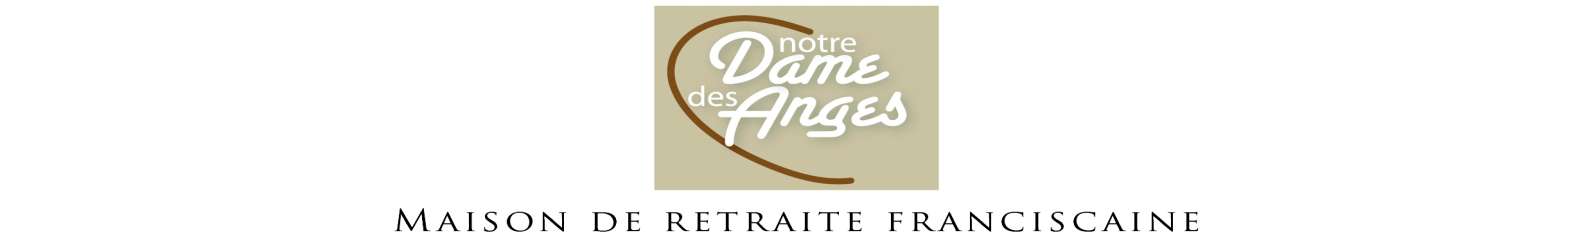 notre
Dame
des Anges
MAISON DE RETRAITE FRANCISCAINE